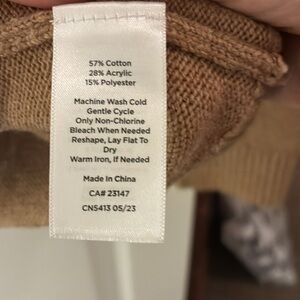 57% Cotton
28% Acrylic
15% Polyester
Machine Wash Cold
Gentle Cycle
Only Non-Chlorine
Bleach When Needed
Reshape, Lay Flat To
Dry
Warm Iron, If Needed
Made in China
CA# 23147
CNS413 05/23